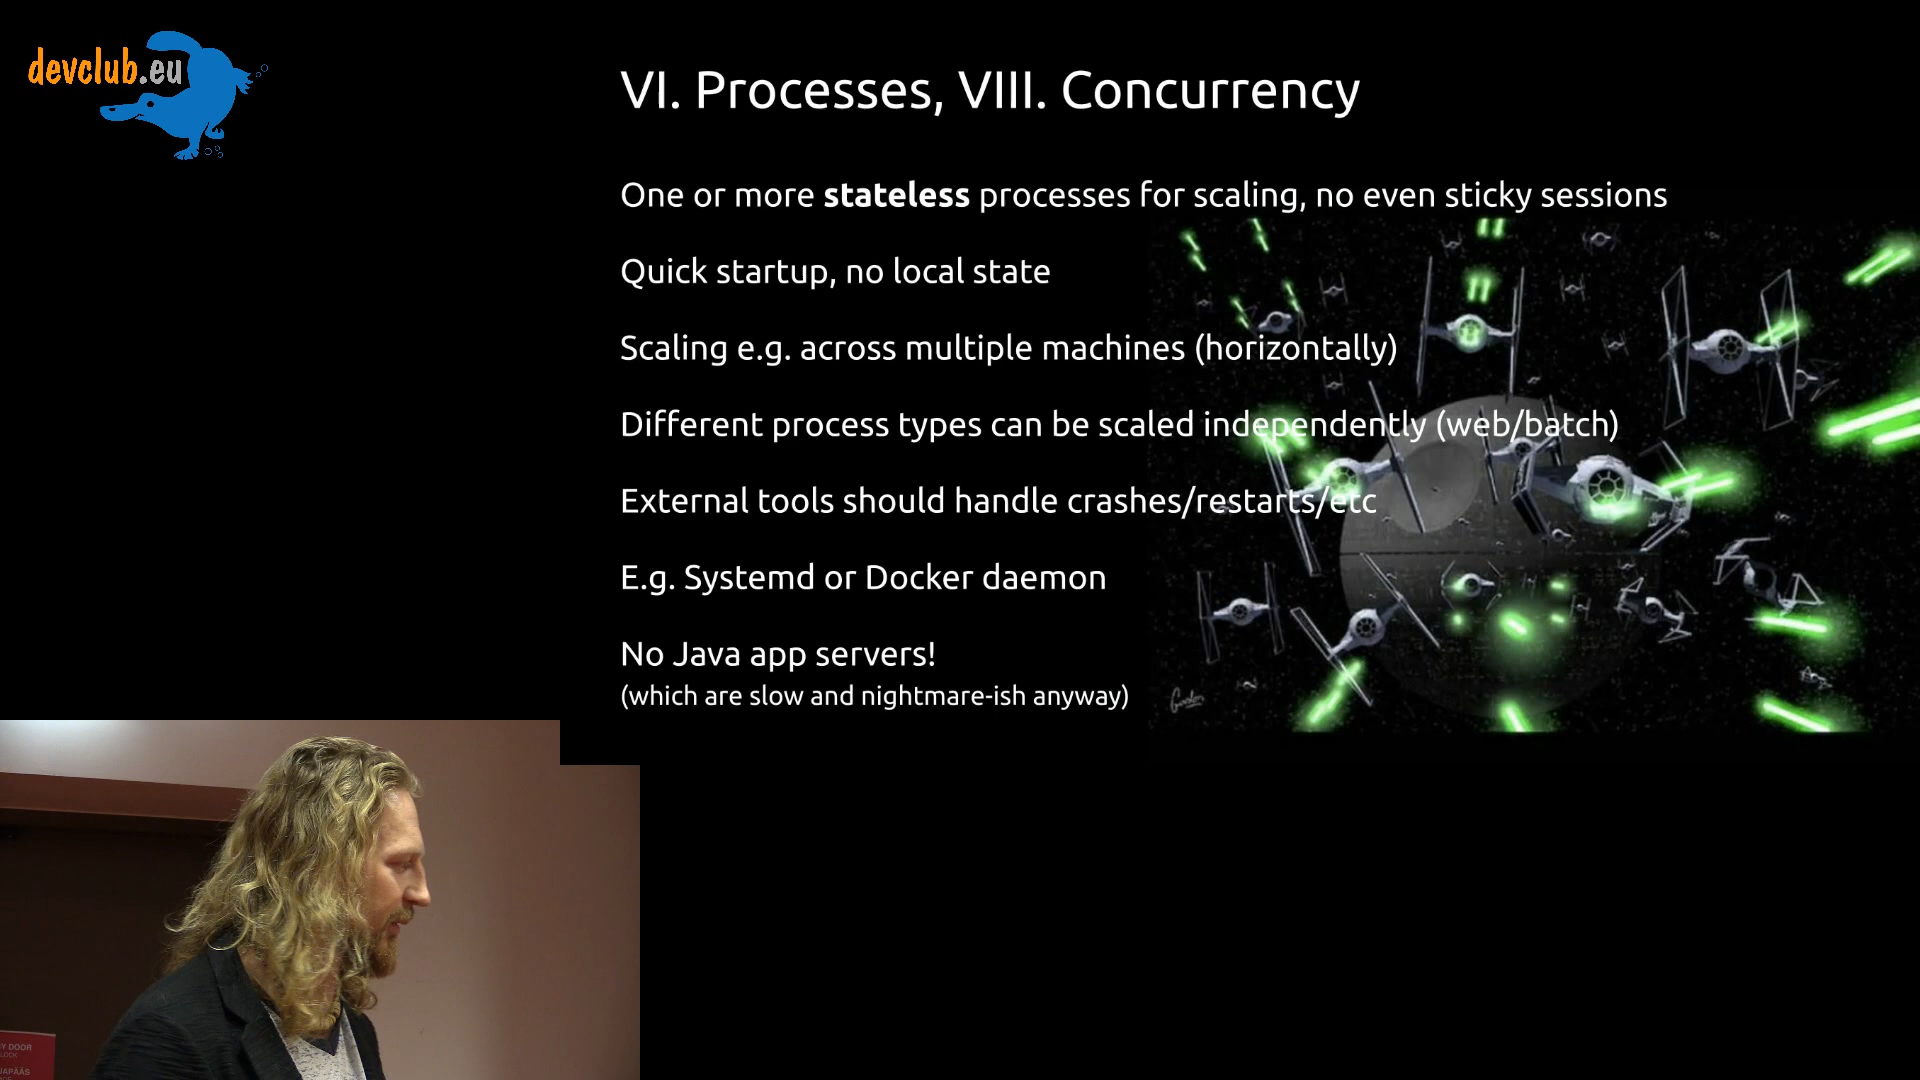 devclub.eu
VI. Processes, VIII. Concurrency
One or more stateless processes for scaling, no even sticky sessions
Quick startup, no local state
Scaling e.g. across multiple machines (horizontally)
Different process types can be scaled independently (web/batch)
External tools should handle crashes/restarts/etc
E.g. Systemd or Docker daemon
No Java app servers!
(which are slow and nightmare-ish anyway)
Y DOOR
LOCK